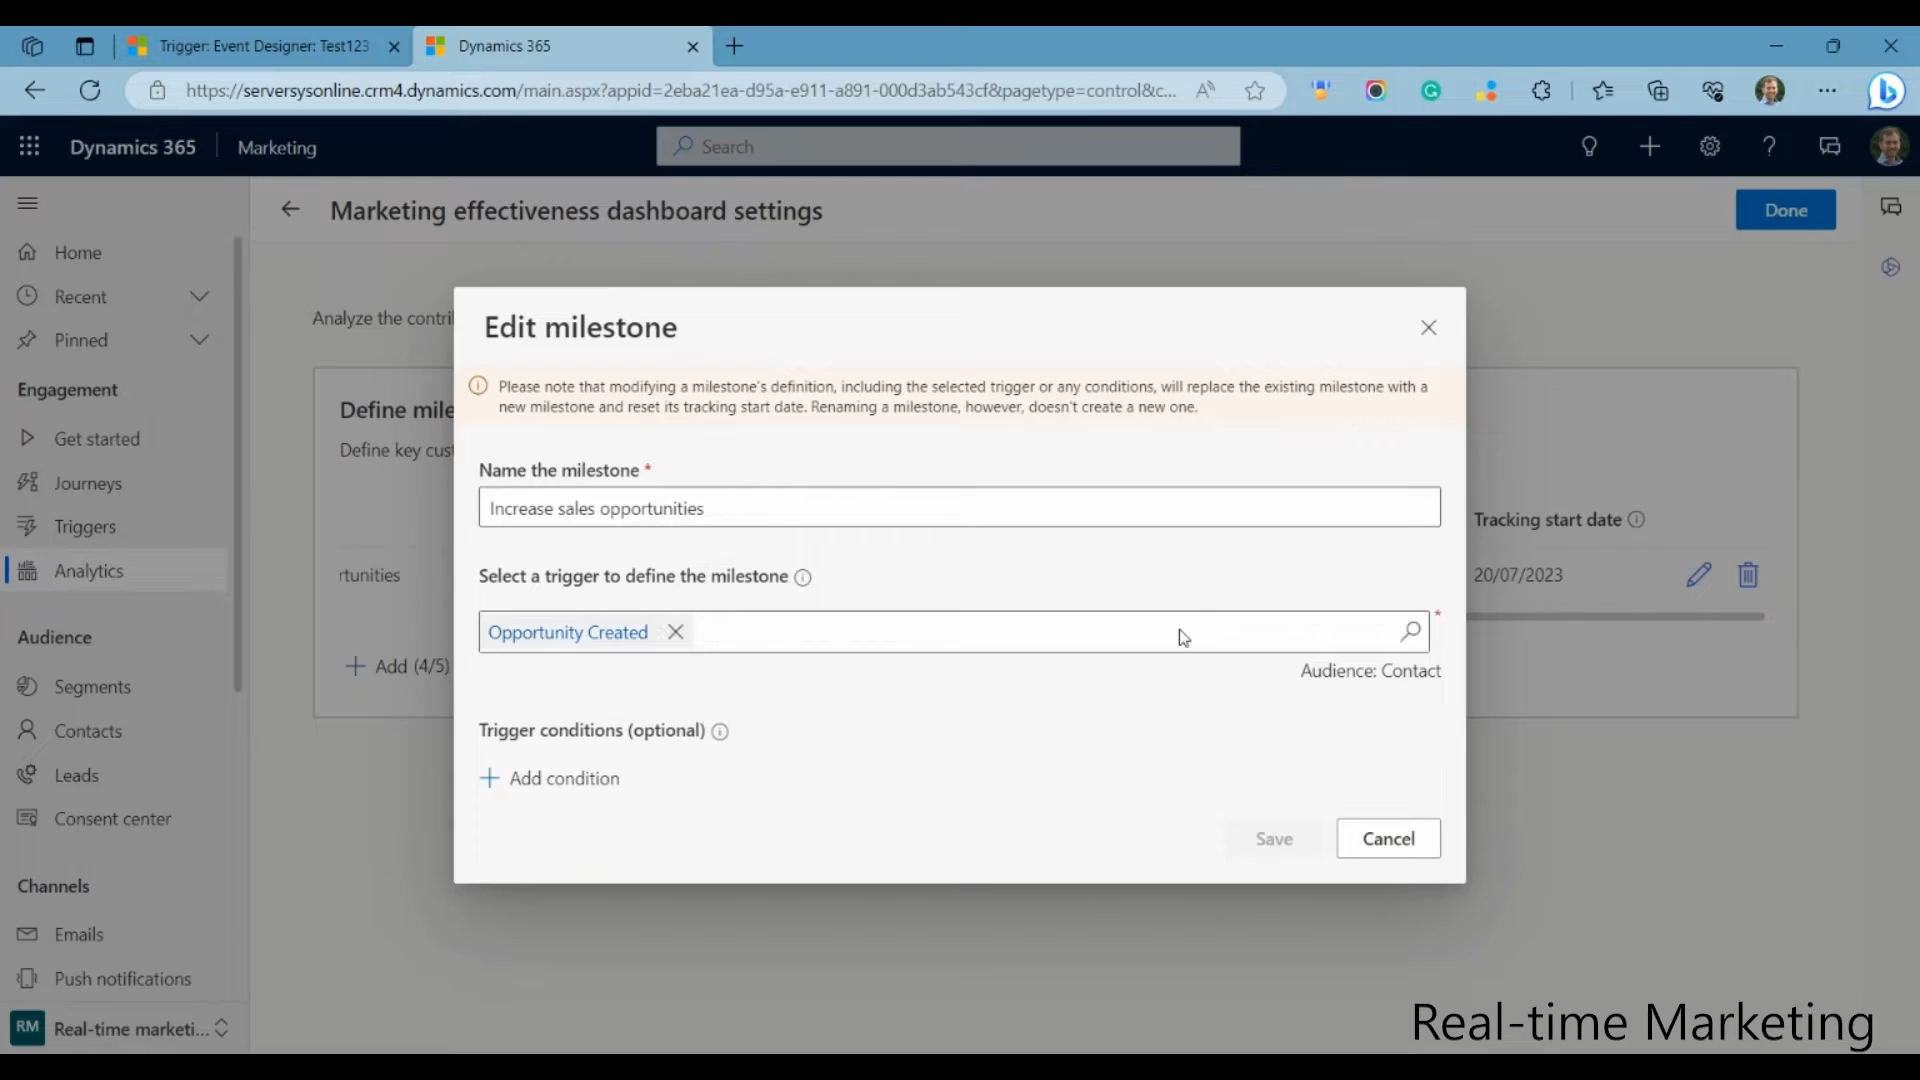 Trigger: Event Designer: Test123
Dynamics 365
https://serversysonline.crm4.dynamics.com/main.aspx?appid=2eba21ea-d95a-e911-a891-000d3ab543cf&pagetype=control&c...
Dynamics 365
Marketing
Search
Marketing effectiveness dashboard settings
Done
Home
Recent
Pinned
Engagement
Get started
Journeys
Triggers
Analytics
Audience
Segments
Contacts
Leads
Consent center
Channels
Emails
Push notifications
RM
Real-time marketi...
Analyze the contri
Define mile
Define key cust
rtunities
Add (4/5)
Edit milestone
Please note that modifying a milestone's definition, including the selected trigger or any conditions, will replace the existing milestone with a
new milestone and reset its tracking start date. Renaming a milestone, however, doesn't create a new one.
Name the milestone *
Increase sales opportunities
Select a trigger to define the milestone
Opportunity Created
*
Audience: Contact
Trigger conditions (optional)
Add condition
Save
Cancel
Tracking start date
20/07/2023
Real-time Marketing